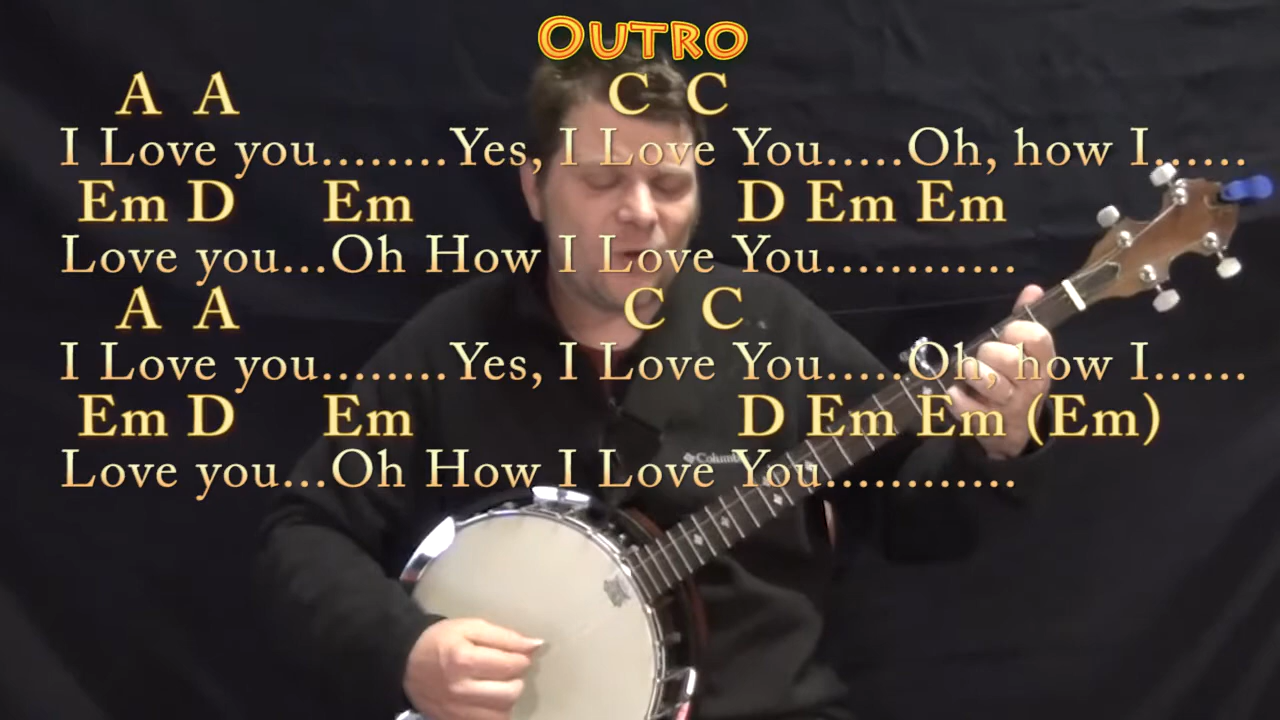 OUTRO
A A C C
I Love you........Yes, I Love You.....Oh, how I......
Em D Em D Em Em
Love you...Oh How I Love You............
A A C C
I Love you........Yes, I Love You.....Oh, how I......
Em D Em D Em Em (Em)
Columbia
Love you...Oh How I Love You............